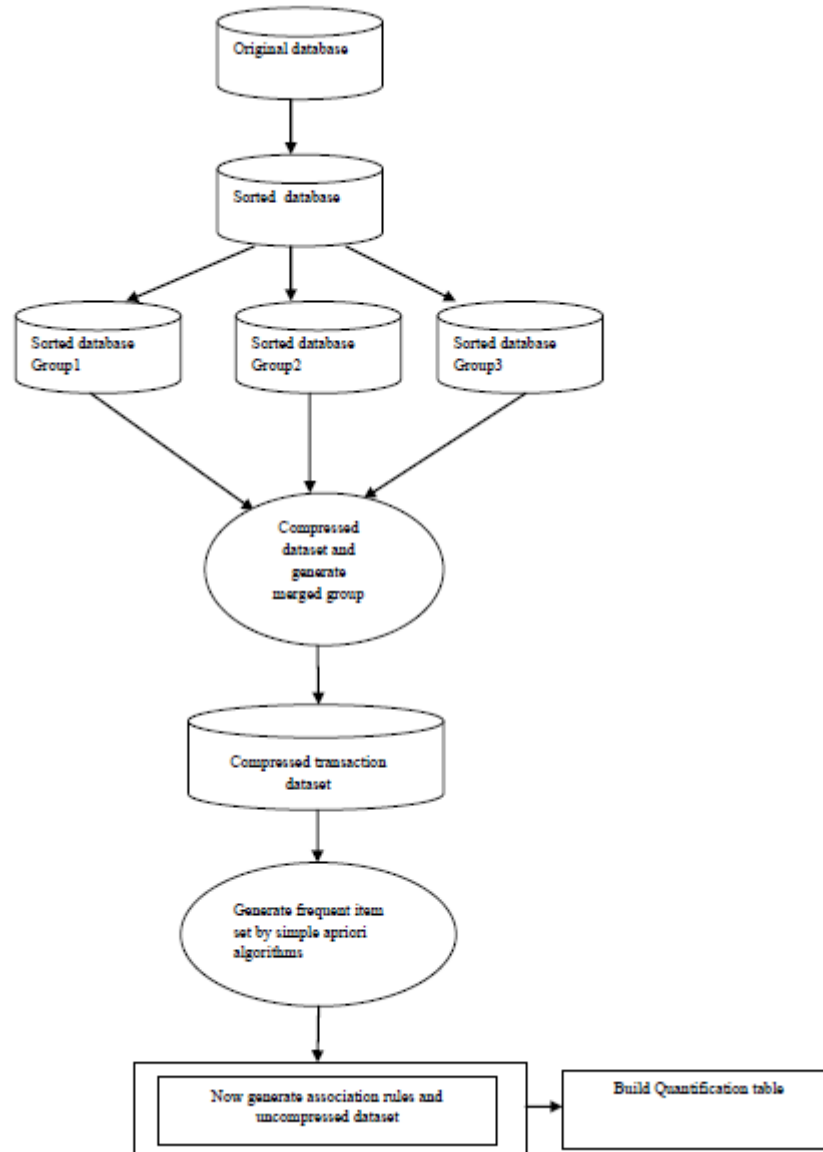 Original database
Sorted database
Sorted database
Group1
Sorted database
Group2
Sorted database
Group3
Compressed
dataset and
generate
merged group
Compressed transaction
dataset
Generate frequent item
set by simple apriori
algorithms
Now generate association rules and
uncompressed dataset
Build Quantification table